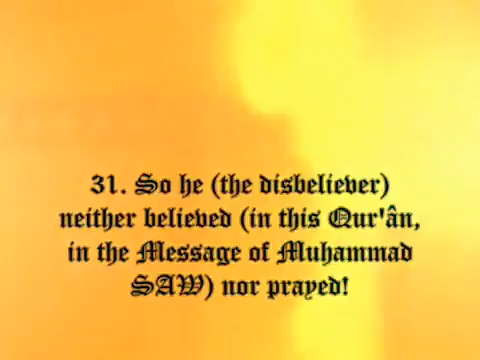 31. So he (the disbeliever)
neither believed (in this Qur'ân,
in the Message of Muhammad
SAW) nor prayed!